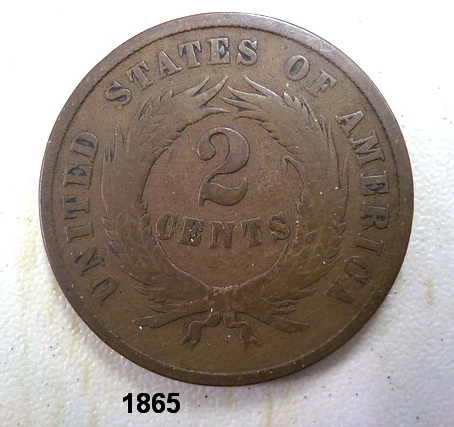 UNITED STATES OF AMERICA
2
CENTS
1865